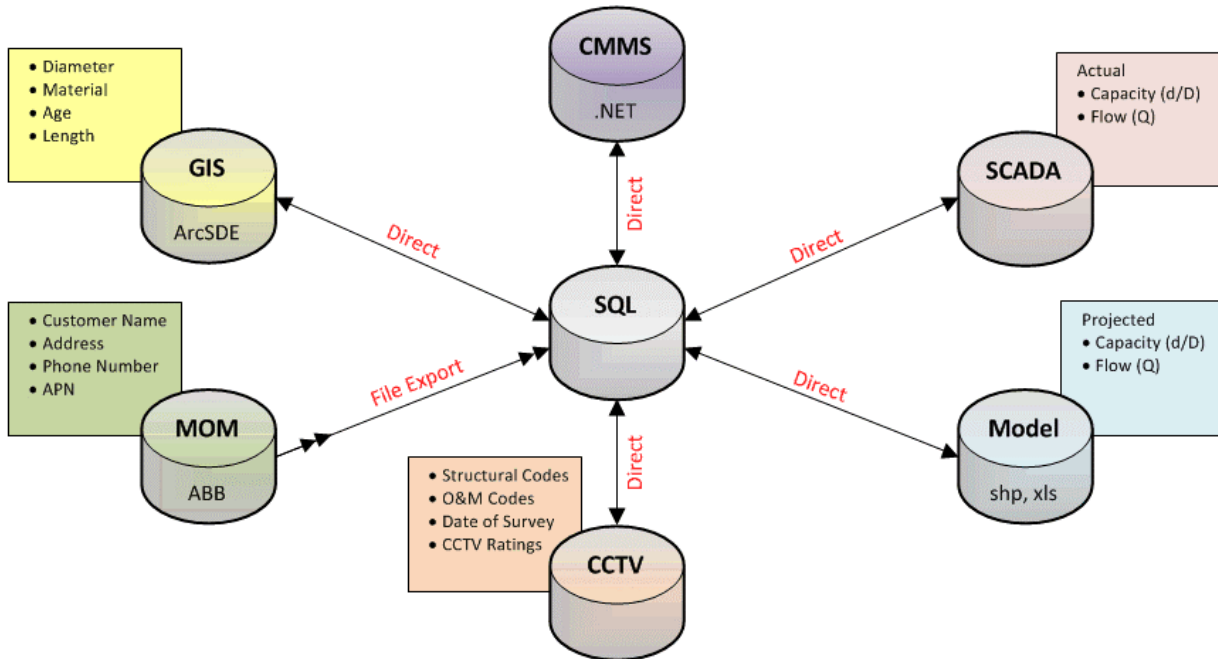 CMMS
.NET
• Diameter
• Material
• Age
• Length
GIS
ArcSDE
Actual
• Capacity (d/D)
• Flow (Q)
SCADA
Direct
Direct
Direct
SQL
• Customer Name
• Address
• Phone Number
• APN
MOM
ABB
File Export
Projected
• Capacity (d/D)
• Flow (Q)
Model
shp, xls
Direct
Direct
• Structural Codes
• O&M Codes
• Date of Survey
• CCTV Ratings
CCTV